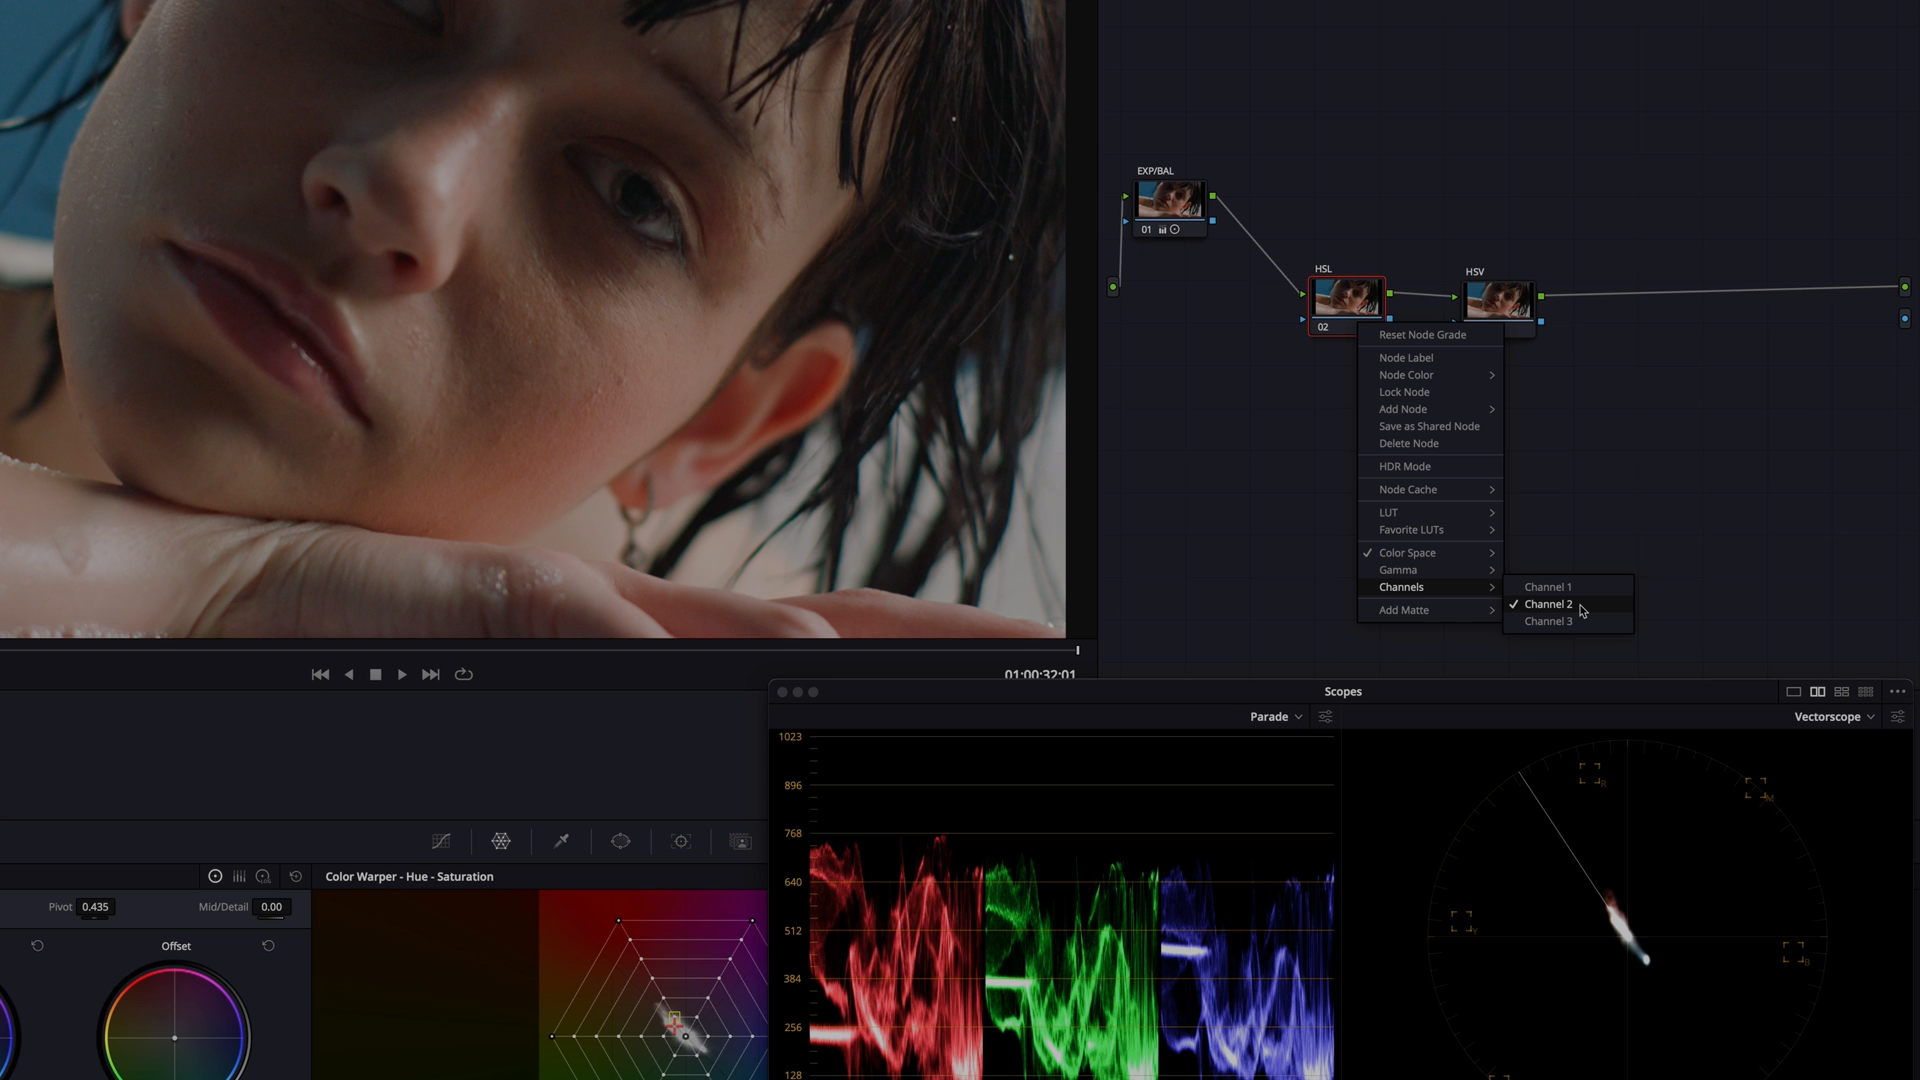 EXP/BAL
01
HSL
HSV
02
Reset Node Grade
Node Label
Node Color
Lock Node
Add Node
Save as Shared Node
Delete Node
HDR Mode
Node Cache
LUT
Favorite LUTs
Color Space
Gamma
Channels
Add Matte
Channel 1
Channel 2
Channel 3
01:00:32:01
Scopes
Parade
Vectorscope
1023
896
768
640
512
384
256
128
R
M
Y
B
Color Warper - Hue - Saturation
Pivot 0.435
Mid/Detail 0.00
Offset